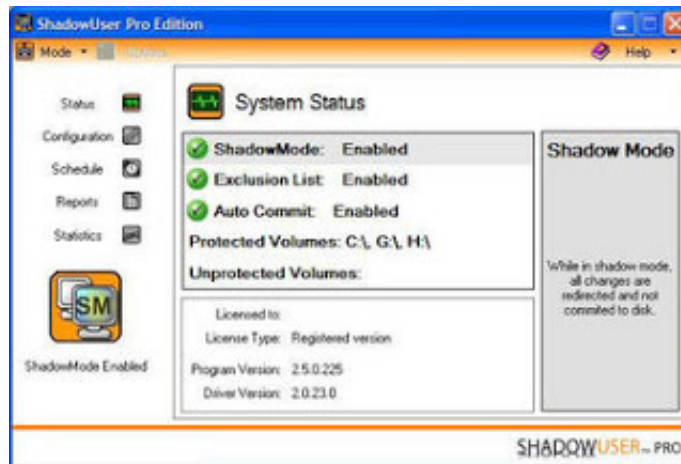 ShadowUser Pro Edition
Mode
Options
Help
Status
Configuration
Schedule
Reports
Statistics
SM
ShadowMode Enabled
System Status
ShadowMode: Enabled
Exclusion List: Enabled
Auto Commit: Enabled
Protected Volumes: C:\, G:\, H:\
Unprotected Volumes:
Licensed to:
License Type: Registered version
Program Version: 2.5.0.225
Driver Version: 2.0.23.0
Shadow Mode
While in shadow mode,
all changes are
redirected and not
commited to disk.
SHADOWUSER™ PRO